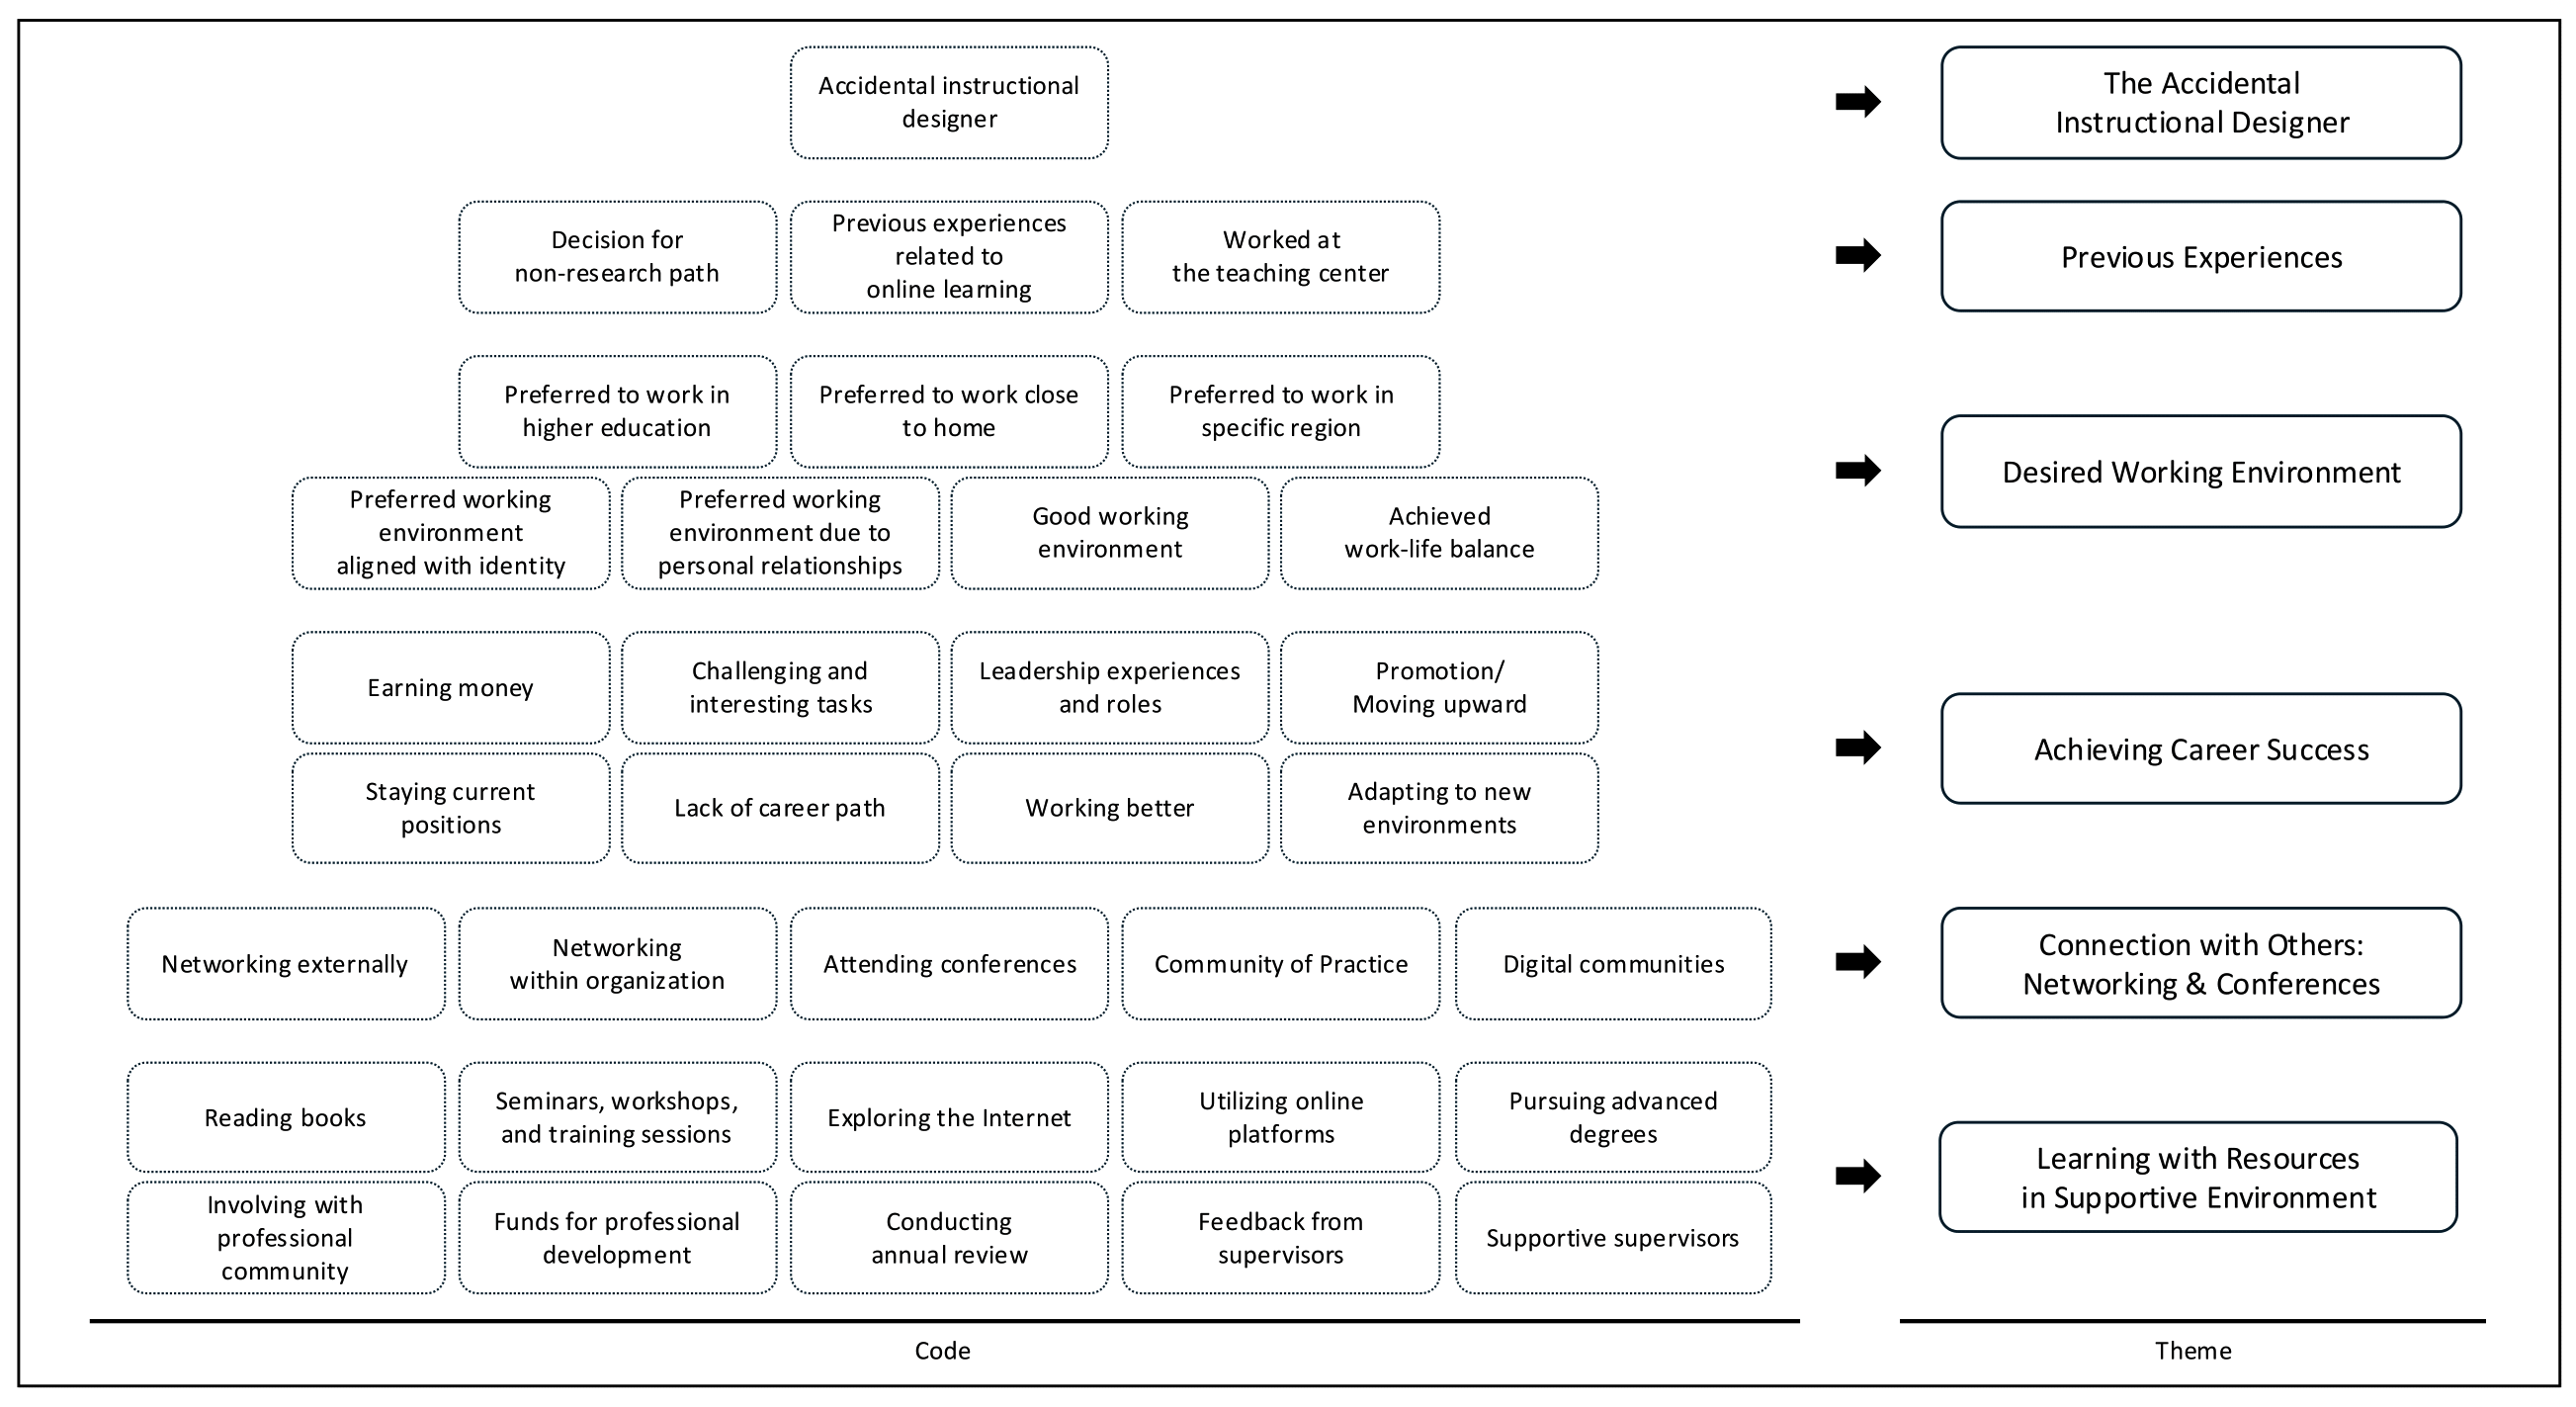 Accidental instructional
designer
The Accidental
Instructional Designer
Decision for
non-research path
Previous experiences
related to
online learning
Worked at
the teaching center
Previous Experiences
Preferred to work in
higher education
Preferred to work close
to home
Preferred to work in
specific region
Preferred working
environment
aligned with identity
Preferred working
environment due to
personal relationships
Good working
environment
Achieved
work-life balance
Desired Working Environment
Earning money
Challenging and
interesting tasks
Leadership experiences
and roles
Promotion/
Moving upward
Staying current
positions
Lack of career path
Working better
Adapting to new
environments
Achieving Career Success
Networking externally
Networking
within organization
Attending conferences
Community of Practice
Digital communities
Connection with Others:
Networking & Conferences
Reading books
Seminars, workshops,
and training sessions
Exploring the Internet
Utilizing online
platforms
Pursuing advanced
degrees
Involving with
professional
community
Funds for professional
development
Conducting
annual review
Feedback from
supervisors
Supportive supervisors
Learning with Resources
in Supportive Environment
Code
Theme